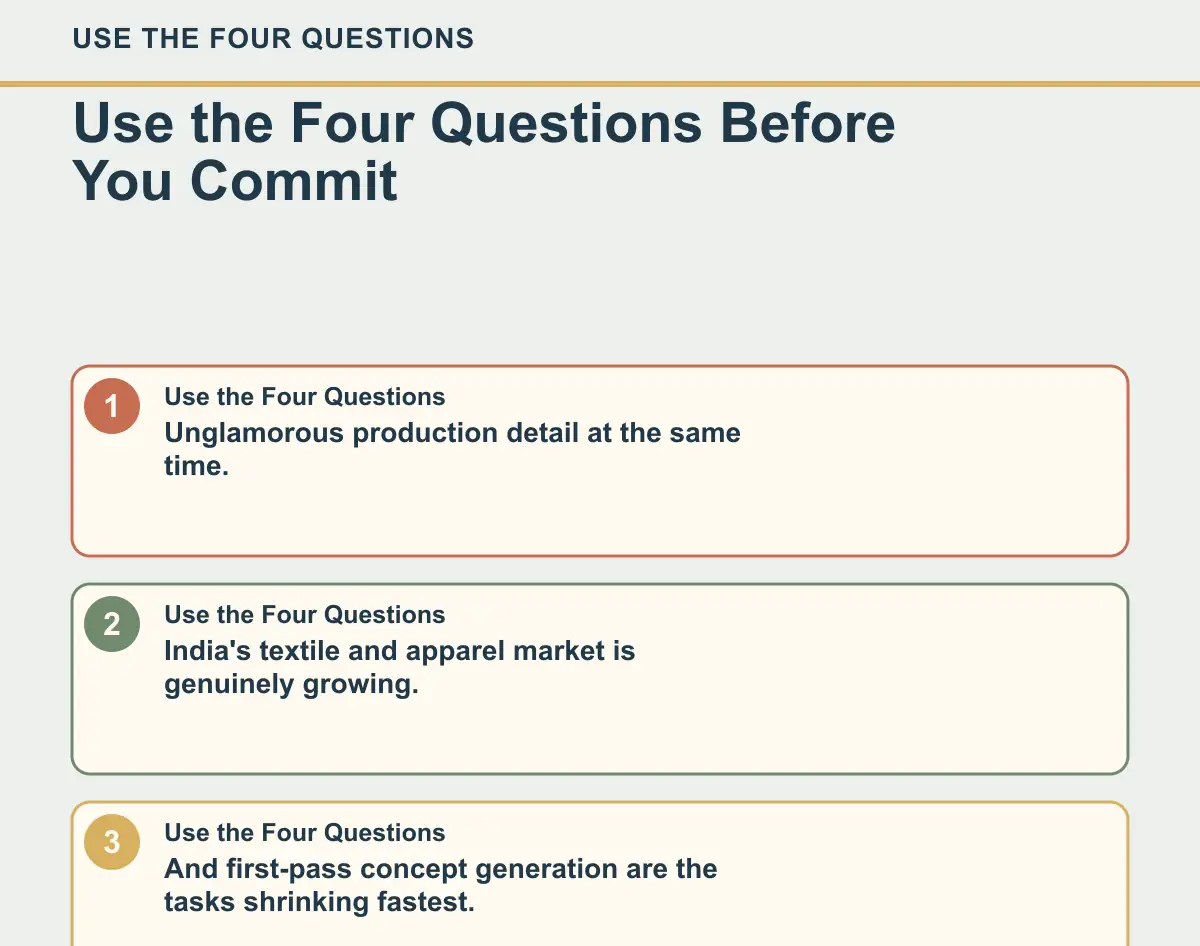 USE THE FOUR QUESTIONS
Use the Four Questions Before
You Commit
1
Use the Four Questions
Unglamorous production detail at the same
time.
2
Use the Four Questions
India's textile and apparel market is
genuinely growing.
3
Use the Four Questions
And first-pass concept generation are the
tasks shrinking fastest.